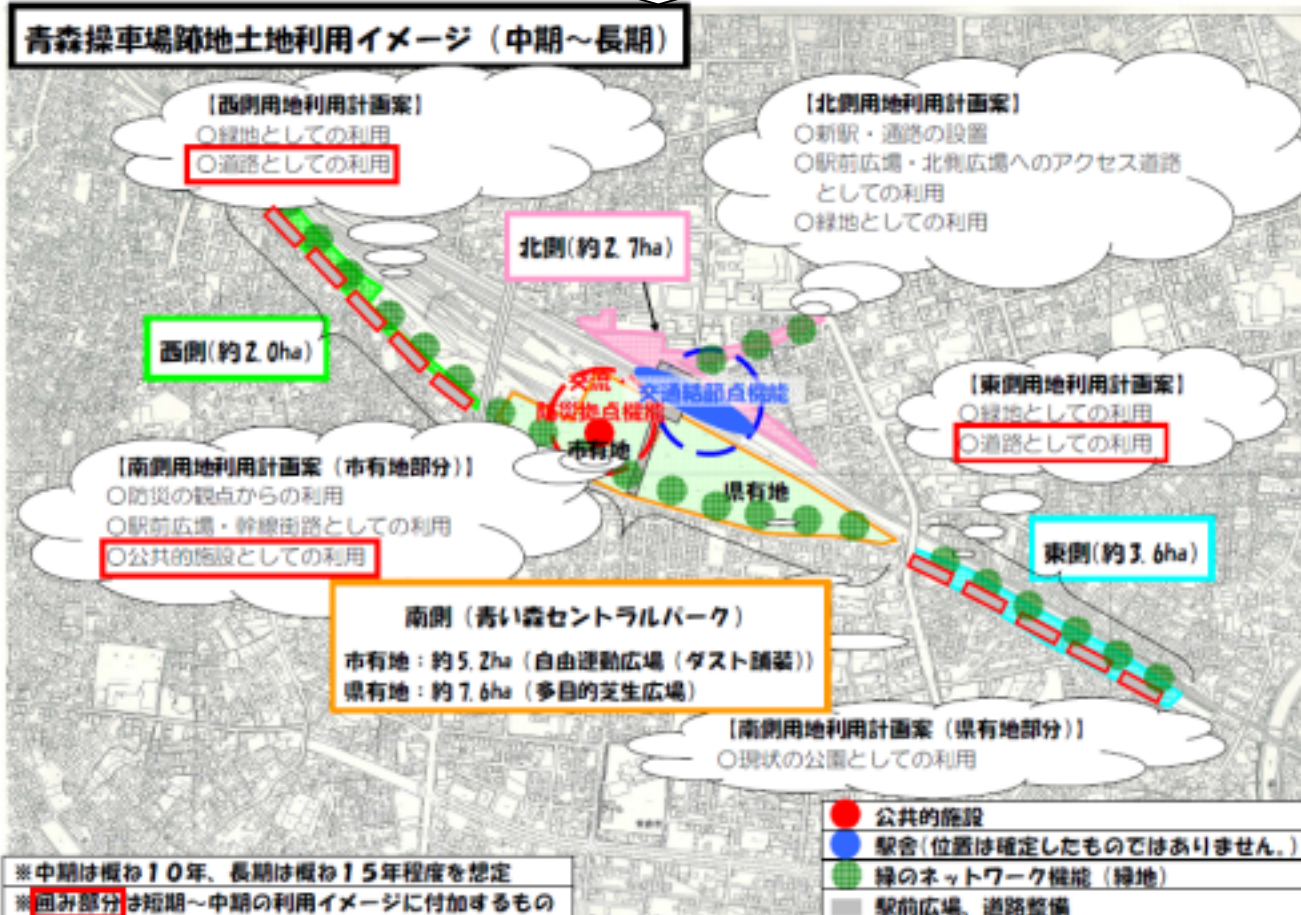 青森操車場跡地土地利用イメージ（中期～長期）
【西側用地利用計画案】
○緑地としての利用
○道路としての利用
【北側用地利用計画案】
○新駅・通路の設置
○駅前広場・北側広場へのアクセス道路
としての利用
○緑地としての利用
北側(約2.7ha)
西側(約2.0ha)
交流・
防災拠点機能
市有地
交通結節点機能
県有地
【東側用地利用計画案】
○緑地としての利用
○道路としての利用
東側(約3.6ha)
【南側用地利用計画案（市有地部分）】
○防災の観点からの利用
○駅前広場・幹線街路としての利用
○公共的施設としての利用
南側（青い森セントラルパーク）
市有地：約5.2ha（自由運動広場（ダスト舗装））
県有地：約7.6ha（多目的芝生広場）
【南側用地利用計画案（県有地部分）】
○現状の公園としての利用
公共的施設
駅舎(位置は確定したものではありません。)
緑のネットワーク機能（緑地）
駅前広場、道路整備
※中期は概ね１０年、長期は概ね１５年程度を想定
※囲み部分は短期～中期の利用イメージに付加するもの